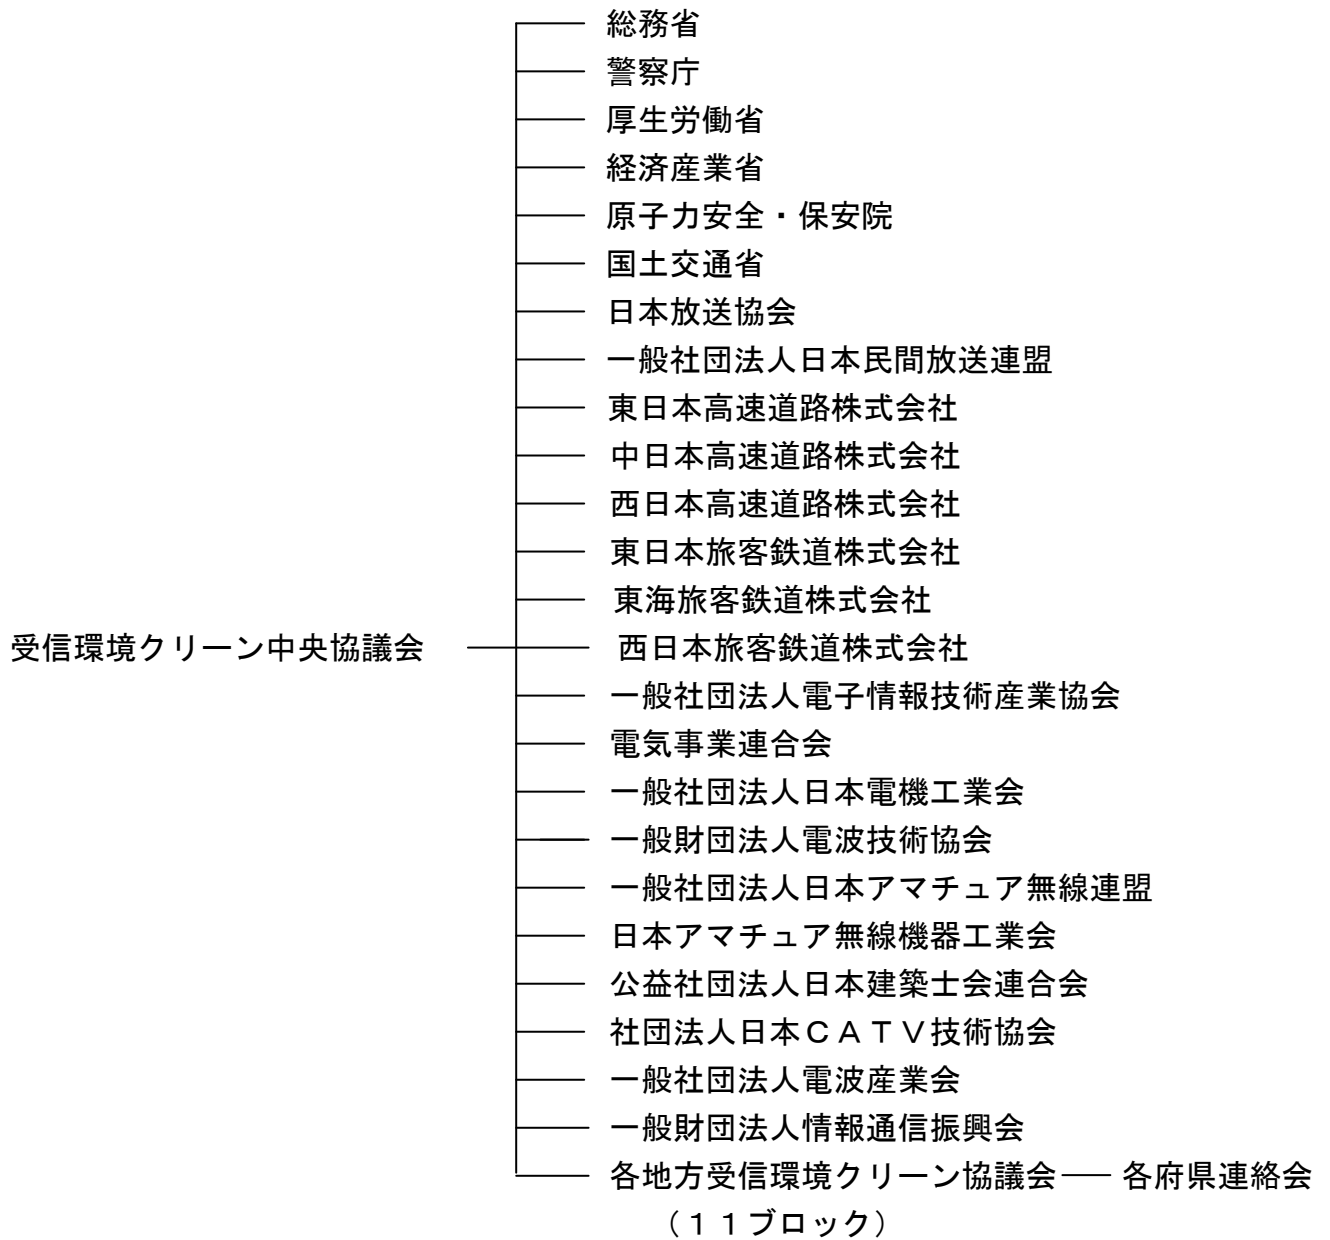 総務省
警察庁
厚生労働省
経済産業省
原子力安全・保安院
国土交通省
日本放送協会
一般社団法人日本民間放送連盟
東日本高速道路株式会社
中日本高速道路株式会社
西日本高速道路株式会社
東日本旅客鉄道株式会社
東海旅客鉄道株式会社
受信環境クリーン中央協議会 西日本旅客鉄道株式会社
一般社団法人電子情報技術産業協会
電気事業連合会
一般社団法人日本電機工業会
一般財団法人電波技術協会
一般社団法人日本アマチュア無線連盟
日本アマチュア無線機器工業会
公益社団法人日本建築士会連合会
社団法人日本CATV技術協会
一般社団法人電波産業会
一般財団法人情報通信振興会
各地方受信環境クリーン協議会 各府県連絡会
(11ブロック)